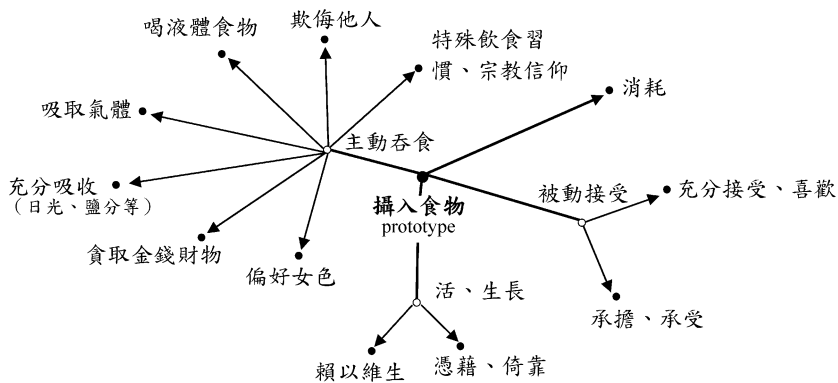 欺侮他人
喝液體食物
特殊飲食習
慣、宗教信仰
消耗
吸取氣體
主動吞食
充分吸收
（日光、鹽分等）
被動接受
充分接受、喜歡
攝入食物
prototype
貪取金錢財物
偏好女色
活、生長
承擔、承受
賴以維生
憑藉、倚靠